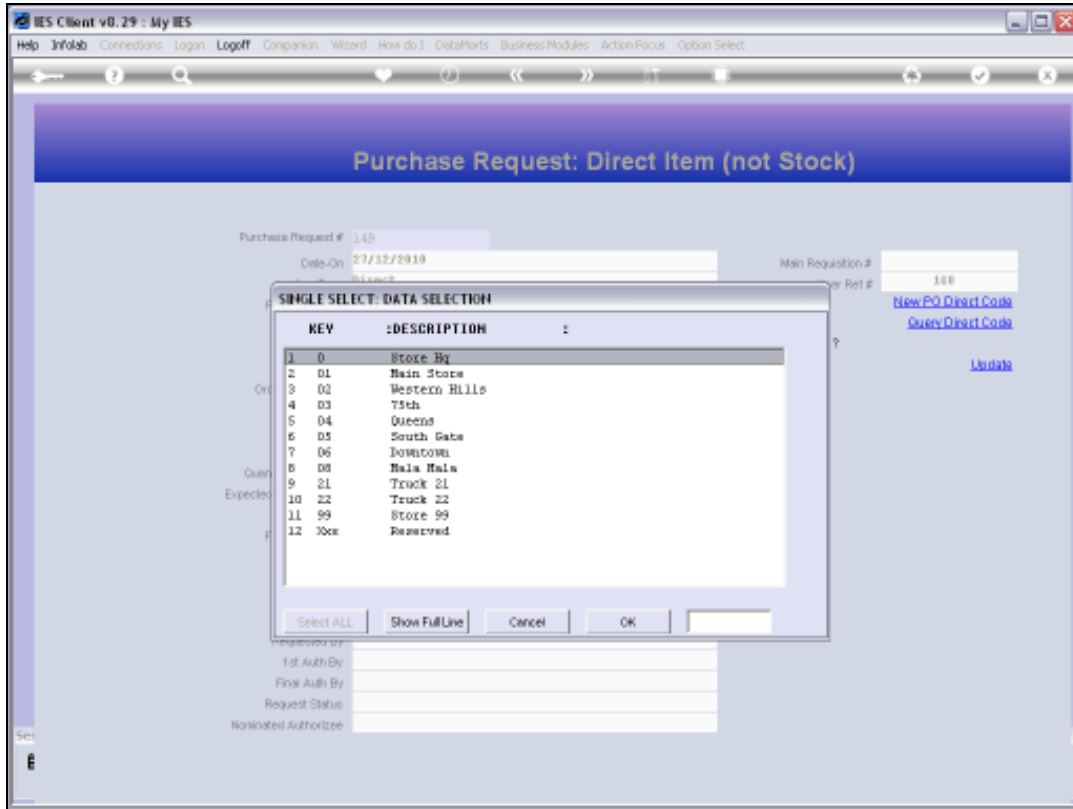 IES Client v8.29 : My IES
Help Infolab Connections Logon Logoff Companion Wizard How do I DataMarts Business Modules Action Focus Option Select
Purchase Request: Direct Item (not Stock)
Purchase Request # 149
Date-On 27/12/2010 Main Requisition #
Direct Ref # 148
New PO Direct Code
Query Direct Code
?
Update
SINGLE SELECT: DATA SELECTION
KEY :DESCRIPTION :
1 0 Store Hq
2 01 Main Store
3 02 Western Hills
4 03 75th
5 04 Queens
6 05 South Gate
7 06 Downtown
8 08 Mala Mala
9 21 Truck 21
10 22 Truck 22
11 99 Store 99
12 Xxx Reserved
Expected
Select ALL Show Full Line Cancel OK
Requested By
1st Auth By
Final Auth By
Request Status
Nominated Authorizee